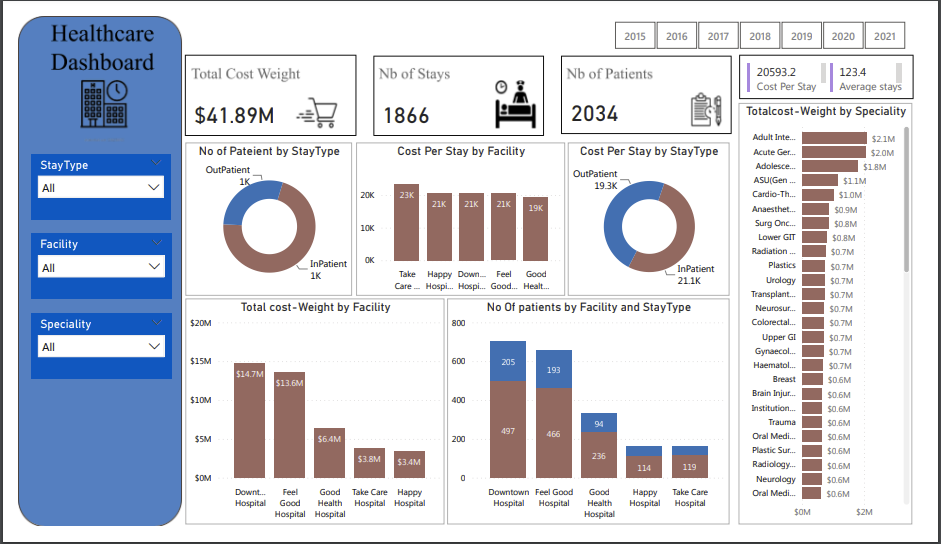 Healthcare
Dashboard
StayType
All
Facility
All
Speciality
All
2015 2016 2017 2018 2019 2020 2021
Total Cost Weight
$41.89M
Nb of Stays
1866
Nb of Patients
2034
20593.2
Cost Per Stay
123.4
Average stays
No of Pateient by StayType
OutPatient
1K
InPatient
1K
Cost Per Stay by Facility
20K
10K
0K
23K 21K 21K 21K 19K
Take Happy Down... Feel Good
Care ... Hospi... Hospi... Good... Healt...
Cost Per Stay by StayType
OutPatient
19.3K
InPatient
21.1K
Total cost-Weight by Facility
$20M
$15M
$10M
$5M
$0M
$14.7M $13.6M $6.4M $3.8M $3.4M
Downt... Feel Good Take Care Happy
Hospital Good Health Hospital Hospital
Hospital Hospital
No Of patients by Facility and StayType
800
600
400
200
0
205 193 94
497 466 236 114 119
Downtown Feel Good Good Happy Take Care
Hospital Hospital Health Hospital Hospital
Hospital
Totalcost-Weight by Speciality
Adult Inte... $2.1M
Acute Ger... $2.0M
Adolesce... $1.8M
ASU(Gen ... $1.1M
Cardio-Th... $1.0M
Anaesthet... $0.9M
Surg Onc... $0.8M
Lower GIT $0.8M
Radiation ... $0.7M
Plastics $0.7M
Urology $0.7M
Transplant... $0.7M
Neurosur... $0.7M
Colorectal... $0.7M
Upper GI $0.7M
Gynaecol... $0.7M
Haematol... $0.7M
Breast $0.6M
Brain Injur... $0.6M
Institution... $0.6M
Trauma $0.6M
Oral Medi... $0.6M
Plastic Sur... $0.6M
Radiology... $0.6M
Neurology $0.6M
Oral Medi... $0.6M
$0M $2M